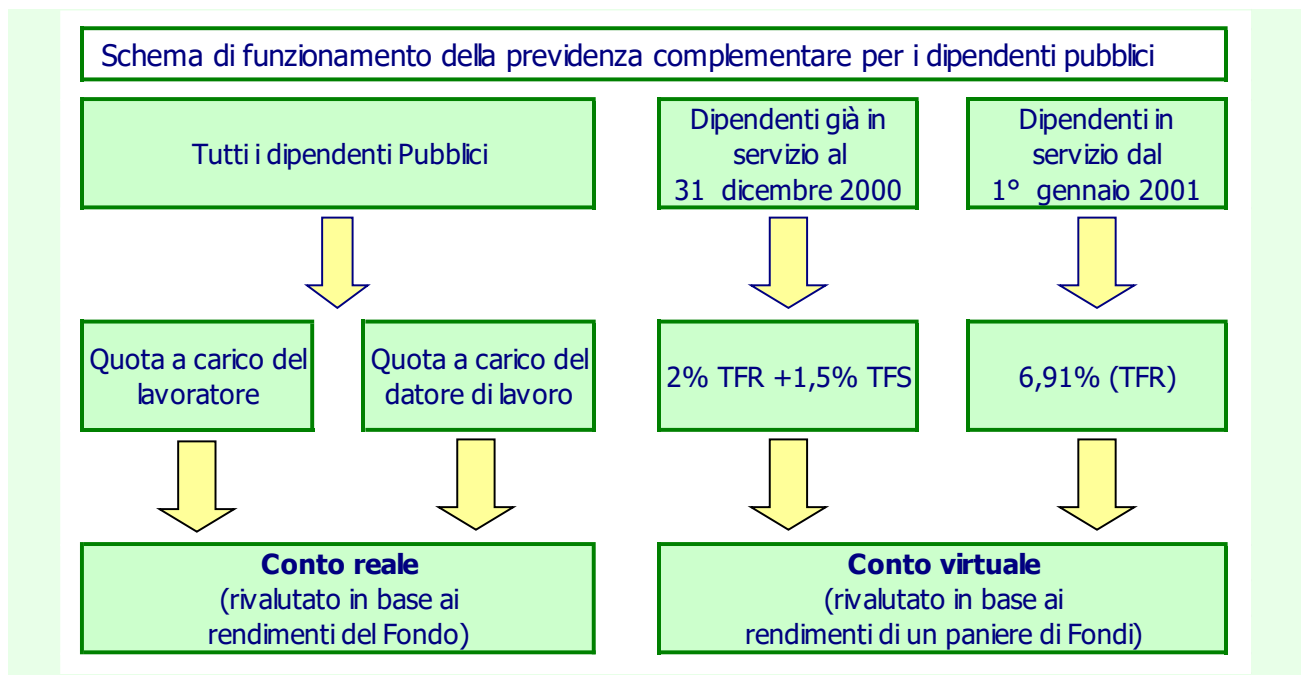 Schema di funzionamento della previdenza complementare per i dipendenti pubblici
Tutti i dipendenti Pubblici
Dipendenti già in
servizio al
31 dicembre 2000
Dipendenti in
servizio dal
1° gennaio 2001
Quota a carico del
lavoratore
Quota a carico del
datore di lavoro
2% TFR +1,5% TFS
6,91% (TFR)
Conto reale
(rivalutato in base ai
rendimenti del Fondo)
Conto virtuale
(rivalutato in base ai
rendimenti di un paniere di Fondi)